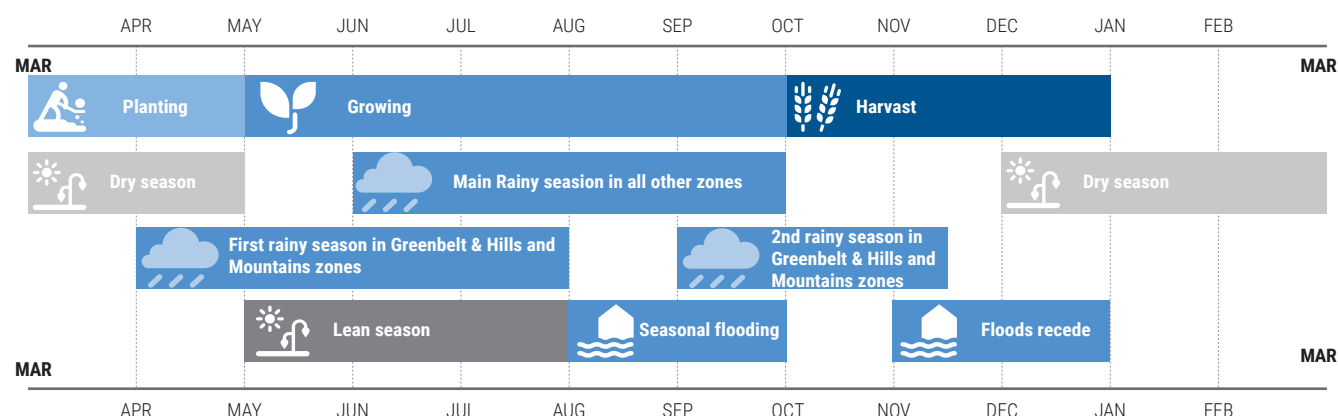 APR MAY JUN JUL AUG SEP OCT NOV DEC JAN FEB
MAR MAR
Planting Growing Harvast
Dry season Main Rainy seasion in all other zones Dry season
First rainy season in Greenbelt & Hills and
Mountains zones
2nd rainy season in
Greenbelt & Hills and
Mountains zones
Lean season Seasonal flooding Floods recede
MAR MAR
APR MAY JUN JUL AUG SEP OCT NOV DEC JAN FEB